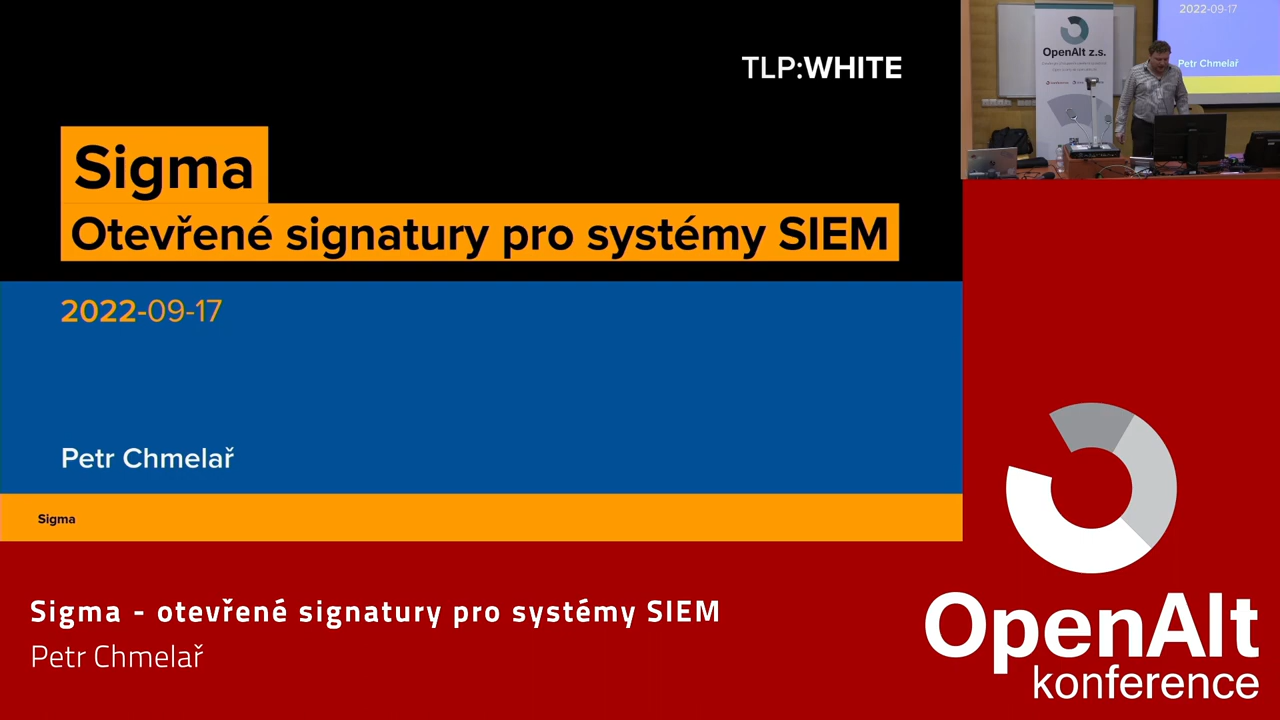 TLP:WHITE
Sigma
Otevřené signatury pro systémy SIEM
2022-09-17
Petr Chmelař
Sigma
2022-09-17
OpenAlt z.s.
Petr Chmelař
Sigma - otevřené signatury pro systémy SIEM
Petr Chmelař
OpenAlt
konference